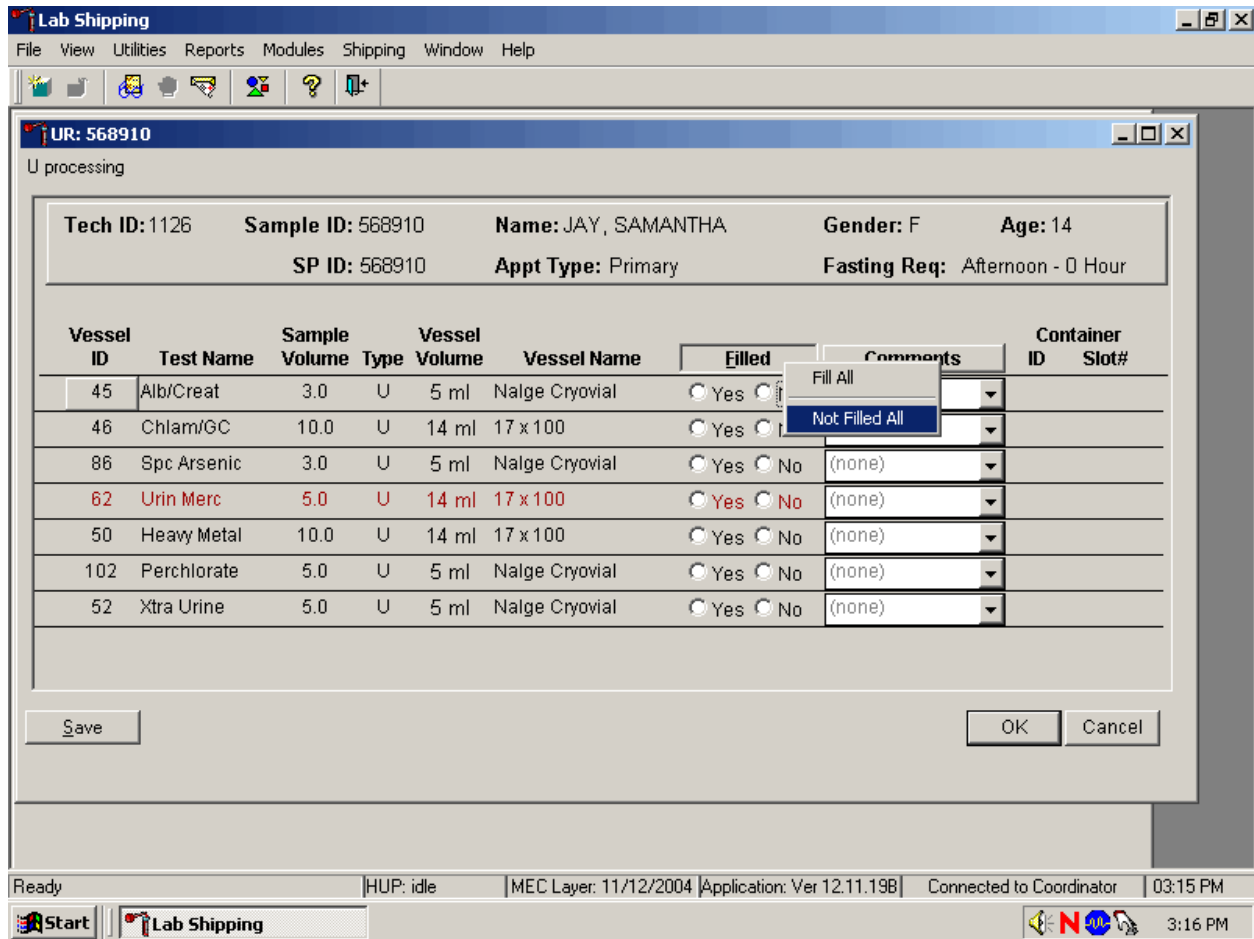 Lab Shipping
File View Utilities Reports Modules Shipping Window Help
UR: 568910
U processing
Tech ID: 1126 Sample ID: 568910 Name: JAY, SAMANTHA Gender: F Age: 14
SP ID: 568910 Appt Type: Primary Fasting Req: Afternoon - 0 Hour
Vessel Sample Vessel Container
ID Test Name Volume Type Volume Vessel Name Filled Comments ID Slot#
Fill All
45 Alb/Creat 3.0 U 5 ml Nalge Cryovial Yes
Not Filled All
46 Chlam/GC 10.0 U 14 ml 17 x 100 Yes
86 Spc Arsenic 3.0 U 5 ml Nalge Cryovial Yes No (none)
62 Urin Merc 5.0 U 14 ml 17 x 100 Yes No (none)
50 Heavy Metal 10.0 U 14 ml 17 x 100 Yes No (none)
102 Perchlorate 5.0 U 5 ml Nalge Cryovial Yes No (none)
52 Xtra Urine 5.0 U 5 ml Nalge Cryovial Yes No (none)
Save OK Cancel
Ready HUP: idle MEC Layer: 11/12/2004 Application: Ver 12.11.19B Connected to Coordinator 03:15 PM
Start Lab Shipping N 3:16 PM